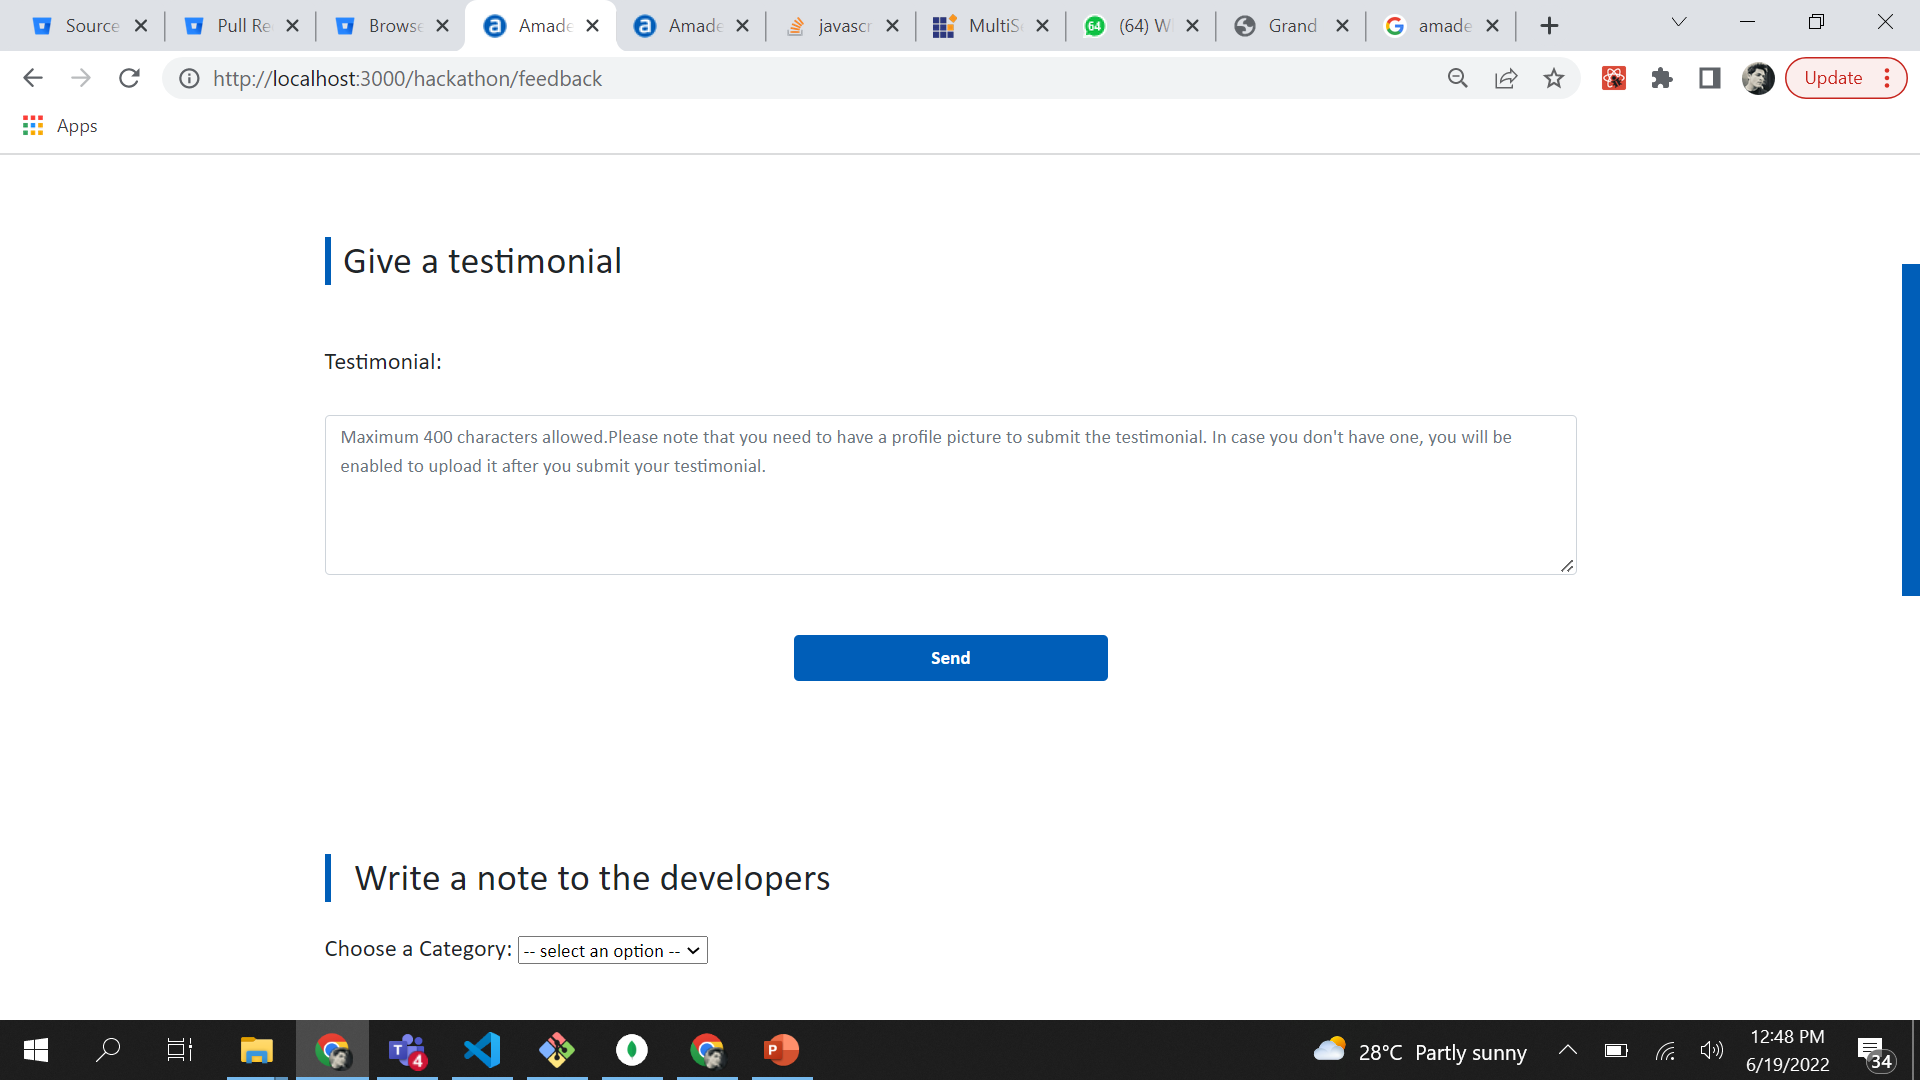 Source
Pull Re
Browse
Amade
Amade
javascr
MultiSe
(64) W
Grand
amade
http://localhost:3000/hackathon/feedback
Update
Apps
Give a testimonial
Testimonial:
Maximum 400 characters allowed.Please note that you need to have a profile picture to submit the testimonial. In case you don't have one, you will be
enabled to upload it after you submit your testimonial.
Send
Write a note to the developers
Choose a Category: -- select an option --
28°C Partly sunny
12:48 PM
6/19/2022
34